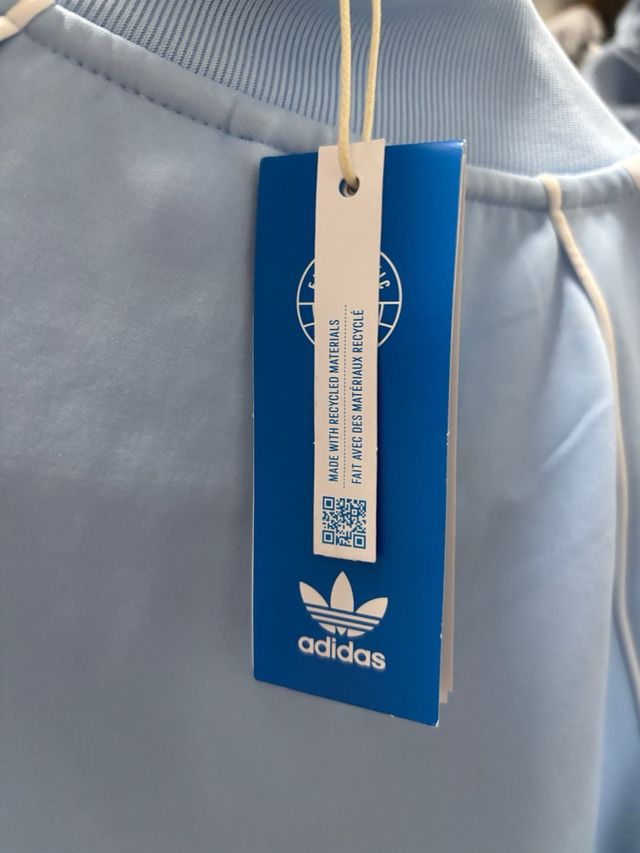 MADE WITH RECYCLED MATERIALS
FAIT AVEC DES MATÉRIAUX RECYCLÉ
adidas